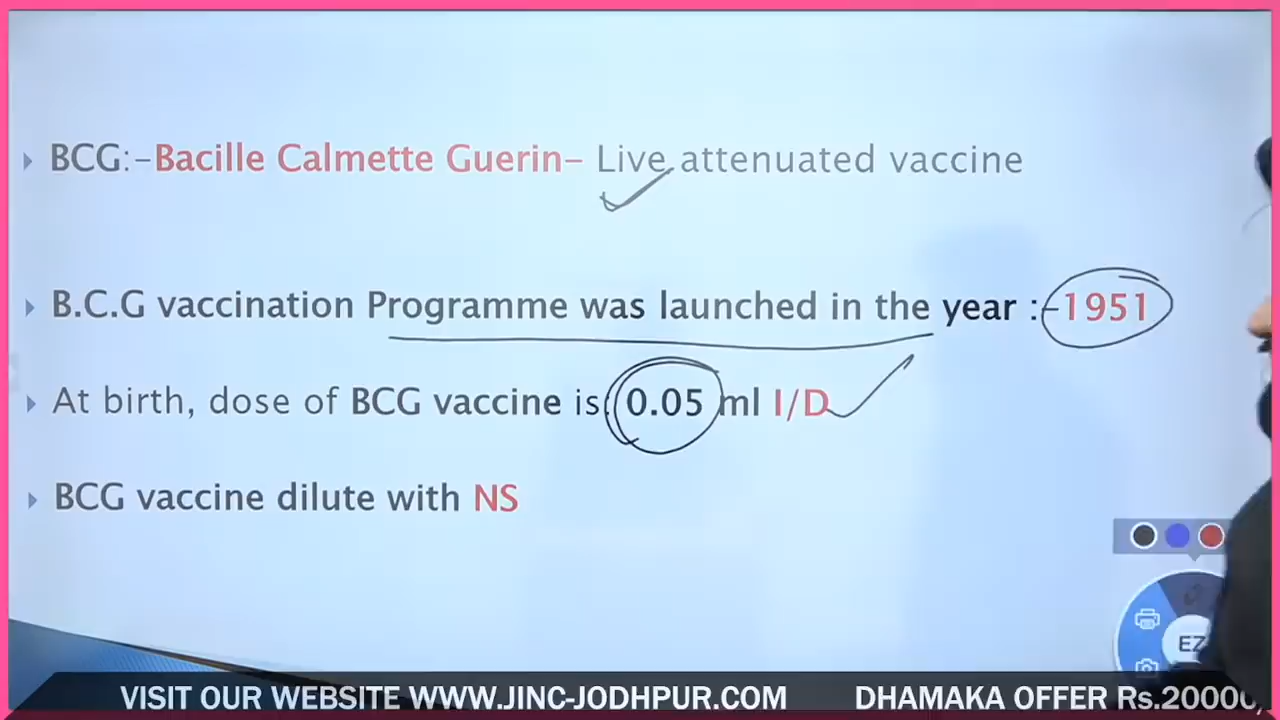 BCG:-Bacille Calmette Guerin- Live attenuated vaccine
B.C.G vaccination Programme was launched in the year :-1951
At birth, dose of BCG vaccine is: 0.05 ml I/D
BCG vaccine dilute with NS
EZ
VISIT OUR WEBSITE WWW.JINC-JODHPUR.COM DHAMAKA OFFER Rs.20000/